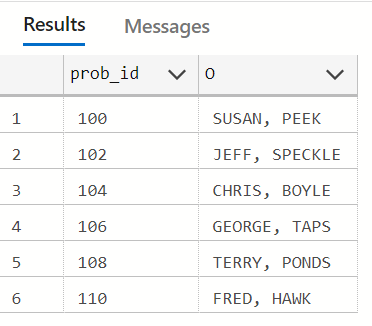 Results Messages
prob_id O
1 100 SUSAN, PEEK
2 102 JEFF, SPECKLE
3 104 CHRIS, BOYLE
4 106 GEORGE, TAPS
5 108 TERRY, PONDS
6 110 FRED, HAWK